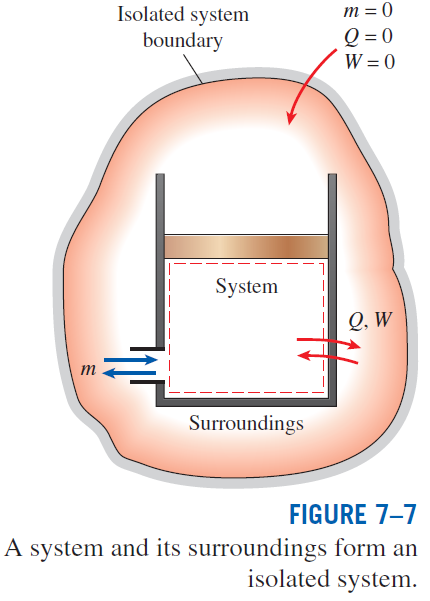 Isolated system
boundary
m = 0
Q = 0
W = 0
System
Q, W
m
Surroundings
FIGURE 7–7
A system and its surroundings form an
isolated system.